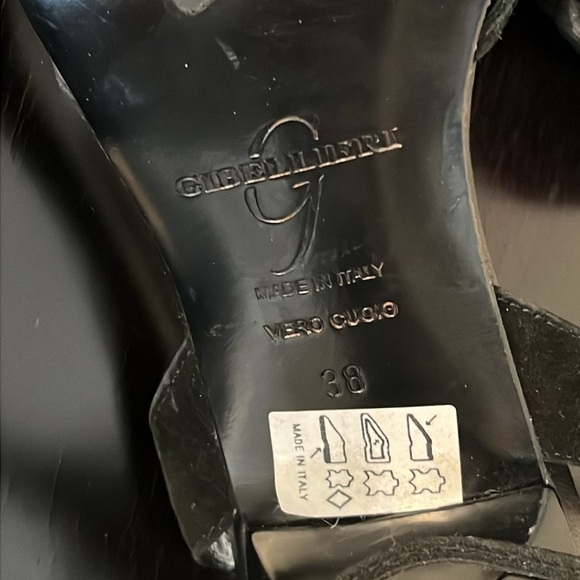 G
GIBELLIERI
MADE IN ITALY
VERO CUOIO
38
MADE IN ITALY